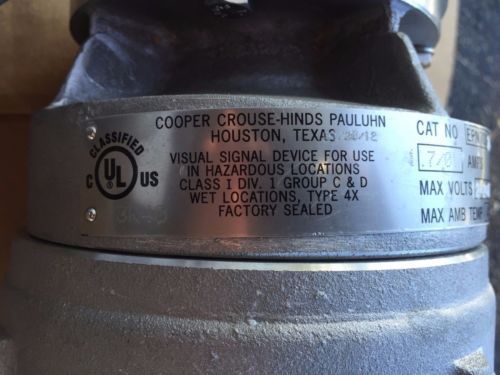 COOPER CROUSE-HINDS PAULUHN
HOUSTON, TEXAS
VISUAL SIGNAL DEVICE FOR USE
IN HAZARDOUS LOCATIONS
CLASS I DIV. 1 GROUP C & D
WET LOCATIONS, TYPE 4X
FACTORY SEALED
CLASSIFIED
C UL US
CAT NO
AMPS
MAX VOLTS
MAX AMB TEMP